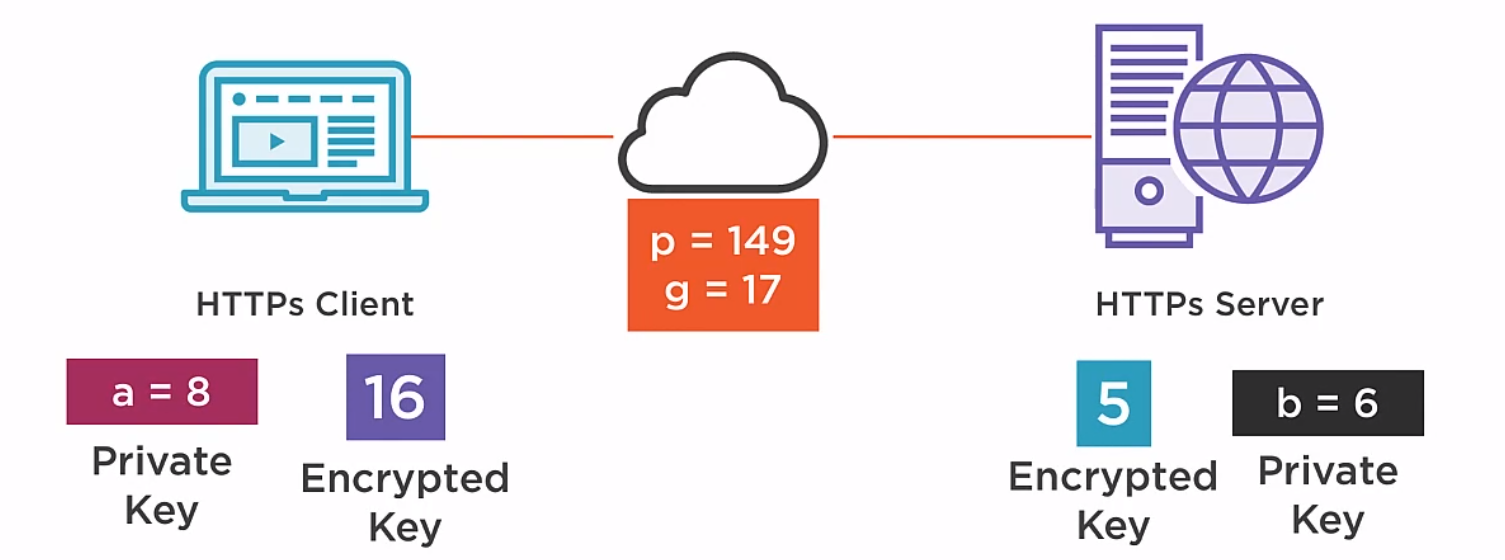 p = 149
g = 17
HTTPs Client
HTTPs Server
a = 8
Private
Key
16
Encrypted
Key
5
Encrypted
Key
b = 6
Private
Key